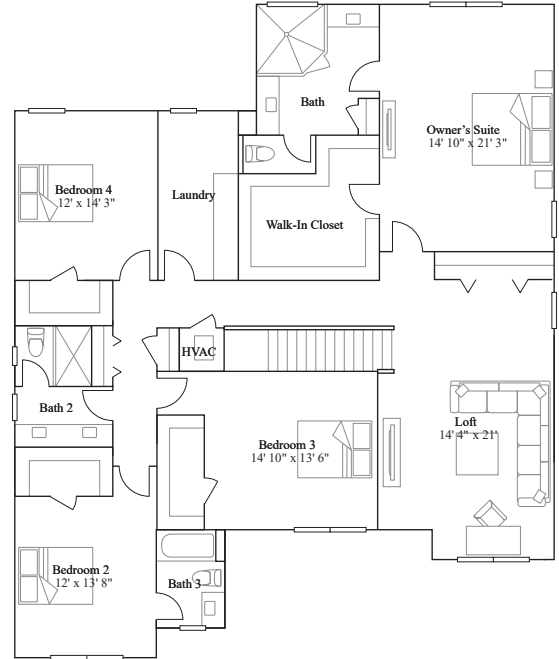 Bath
Owner's Suite
14' 10" x 21' 3"
Bedroom 4
12' x 14' 3"
Laundry
Walk-In Closet
HVAC
Bath 2
Bedroom 3
14' 10" x 13' 6"
Loft
14' 4" x 21'
Bedroom 2
12' x 13' 8"
Bath 3